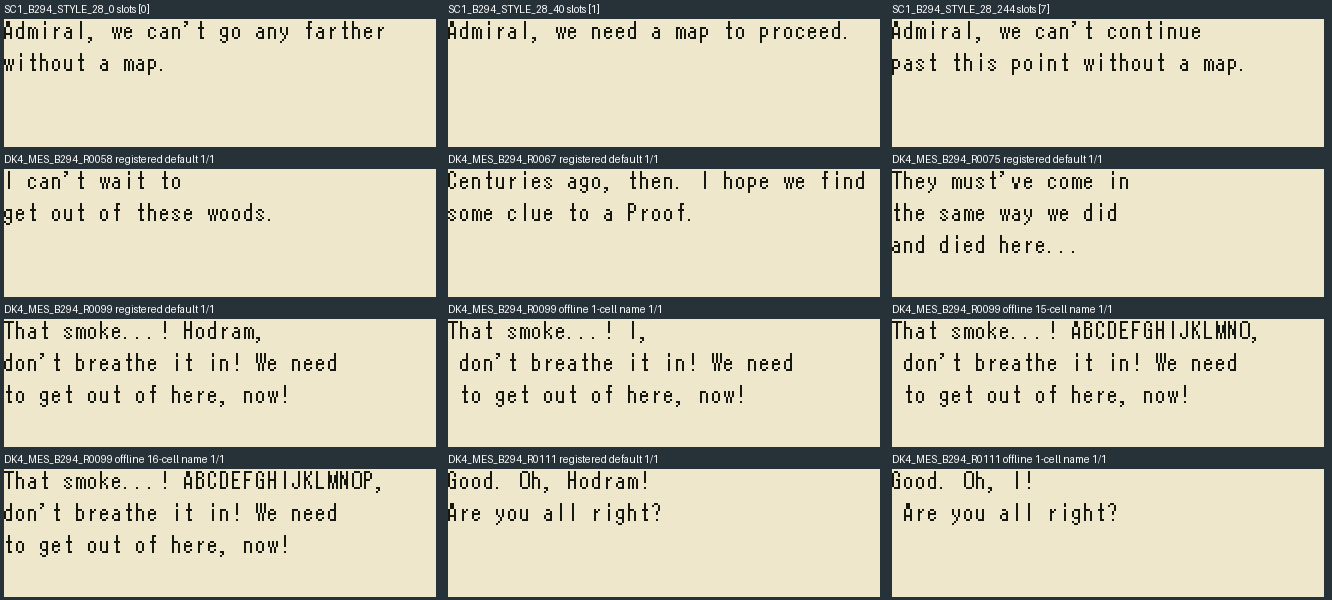 SC1_B294_STYLE_28_0 slots [0]
Admiral, we can't go any farther
without a map.
SC1_B294_STYLE_28_40 slots [1]
Admiral, we need a map to proceed.
SC1_B294_STYLE_28_244 slots [7]
Admiral, we can't continue
past this point without a map.
DK4_MES_B294_R0058 registered default 1/1
I can't wait to
get out of these woods.
DK4_MES_B294_R0067 registered default 1/1
Centuries ago, then. I hope we find
some clue to a Proof.
DK4_MES_B294_R0075 registered default 1/1
They must've come in
the same way we did
and died here...
DK4_MES_B294_R0099 registered default 1/1
That smoke...! Hodram,
don't breathe it in! We need
to get out of here, now!
DK4_MES_B294_R0099 offline 1-cell name 1/1
That smoke...! I,
don't breathe it in! We need
to get out of here, now!
DK4_MES_B294_R0099 offline 15-cell name 1/1
That smoke...! ABCDEFGHIJKLMNO,
don't breathe it in! We need
to get out of here, now!
DK4_MES_B294_R0099 offline 16-cell name 1/1
That smoke...! ABCDEFGHIJKLMNOP,
don't breathe it in! We need
to get out of here, now!
DK4_MES_B294_R0111 registered default 1/1
Good. Oh, Hodram!
Are you all right?
DK4_MES_B294_R0111 offline 1-cell name 1/1
Good. Oh, I!
Are you all right?